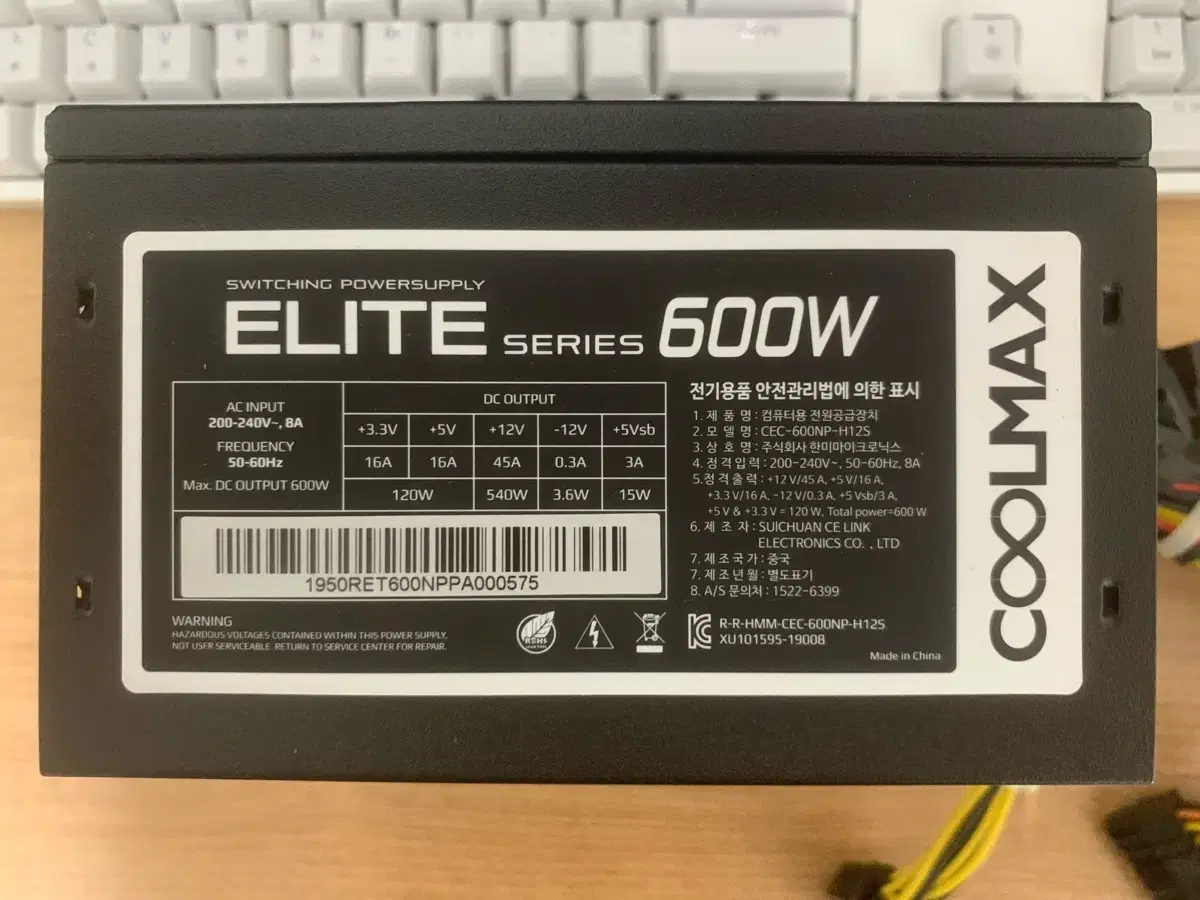 SWITCHING POWERSUPPLY
ELITE SERIES 600W
COOLMAX
AC INPUT
200-240V~, 8A
FREQUENCY
50-60Hz
Max. DC OUTPUT 600W
DC OUTPUT
+3.3V +5V +12V -12V +5Vsb
16A 16A 45A 0.3A 3A
120W 540W 3.6W 15W
1950RET600NPPA000575
WARNING
HAZARDOUS VOLTAGES CONTAINED WITHIN THIS POWER SUPPLY.
NOT USER SERVICEABLE. RETURN TO SERVICE CENTER FOR REPAIR.
RoHS
전기용품 안전관리법에 의한 표시
1. 제 품 명 : 컴퓨터용 전원공급장치
2. 모 델 명 : CEC-600NP-H12S
3. 상 호 명 : 주식회사 한미마이크로닉스
4. 정격입력 : 200-240V~, 50-60Hz, 8A
5. 정격출력 : +12 V/45 A, +5 V/16 A,
+3.3 V/16 A, -12 V/0.3 A, +5 Vsb/3 A,
+5 V & +3.3 V = 120 W, Total power=600 W
6. 제 조 자 : SUICHUAN CE LINK
ELECTRONICS CO. , LTD
7. 제조국가 : 중국
7. 제조년월 : 별도표기
8. A/S 문의처 : 1522-6399
R-R-HMM-CEC-600NP-H12S
XU101595-19008
Made in China